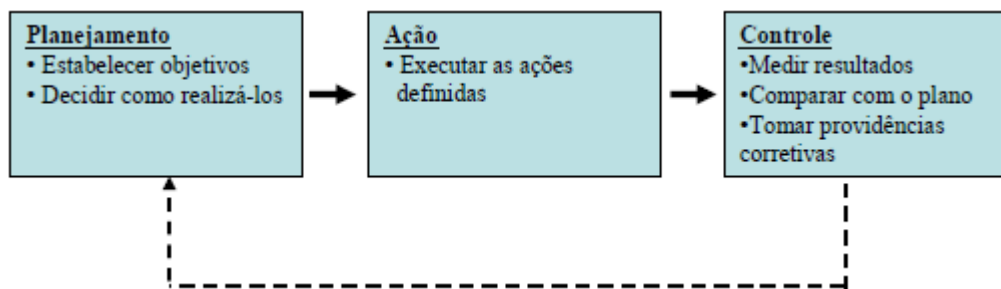 Planejamento
• Estabelecer objetivos
• Decidir como realizá-los
Ação
• Executar as ações
definidas
Controle
•Medir resultados
•Comparar com o plano
•Tomar providências
corretivas